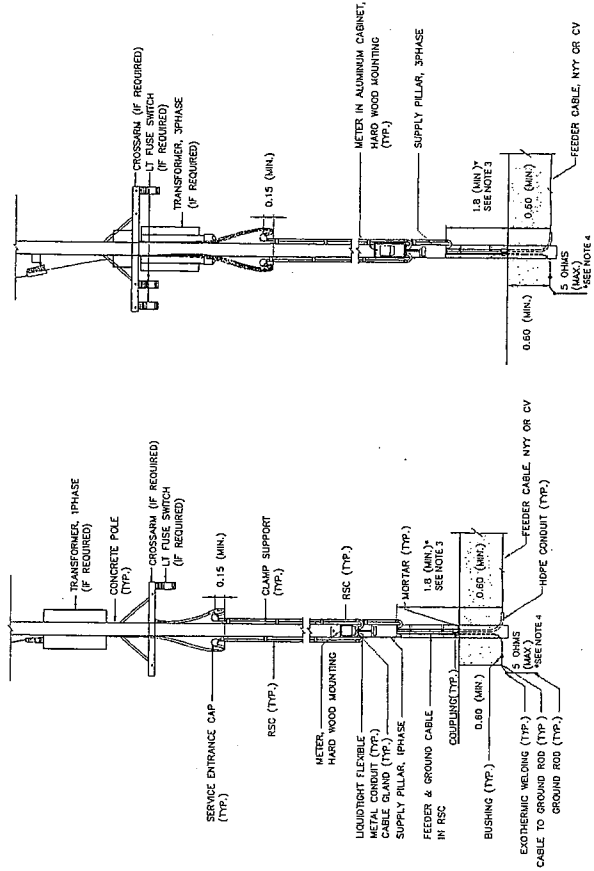 TRANSFORMER, 1PHASE
(IF REQUIRED)
CONCRETE POLE
(TYP.)
CROSSARM (IF REQUIRED)
LT FUSE SWITCH
(IF REQUIRED)
0.15 (MIN.)
SERVICE ENTRANCE CAP
(TYP.)
CLAMP SUPPORT
(TYP.)
RSC (TYP.)
METER,
HARD WOOD MOUNTING
RSC (TYP.)
LIQUIDTIGHT FLEXIBLE
METAL CONDUIT (TYP.)
CABLE GLAND (TYP.)
SUPPLY PILLAR, 1PHASE
MORTAR (TYP.)
1.8 (MIN.)*
SEE NOTE 3
FEEDER & GROUND CABLE
IN RSC
COUPLING(TYP.)
0.60 (MIN.)
0.60 (MIN.)
BUSHING (TYP.)
5 OHMS
(MAX.)
*SEE NOTE 4
FEEDER CABLE, NYY OR CV
HDPE CONDUIT (TYP.)
EXOTHERMIC WELDING (TYP.)
CABLE TO GROUND ROD (TYP.)
GROUND ROD (TYP.)
CROSSARM (IF REQUIRED)
LT FUSE SWITCH
(IF REQUIRED)
TRANSFORMER, 3PHASE
(IF REQUIRED)
0.15 (MIN.)
METER IN ALUMINUM CABINET,
HARD WOOD MOUNTING
(TYP.)
SUPPLY PILLAR, 3PHASE
1.8 (MIN.)*
SEE NOTE 3
0.60 (MIN.)
0.60 (MIN.)
5 OHMS
(MAX.)
*SEE NOTE 4
FEEDER CABLE, NYY OR CV